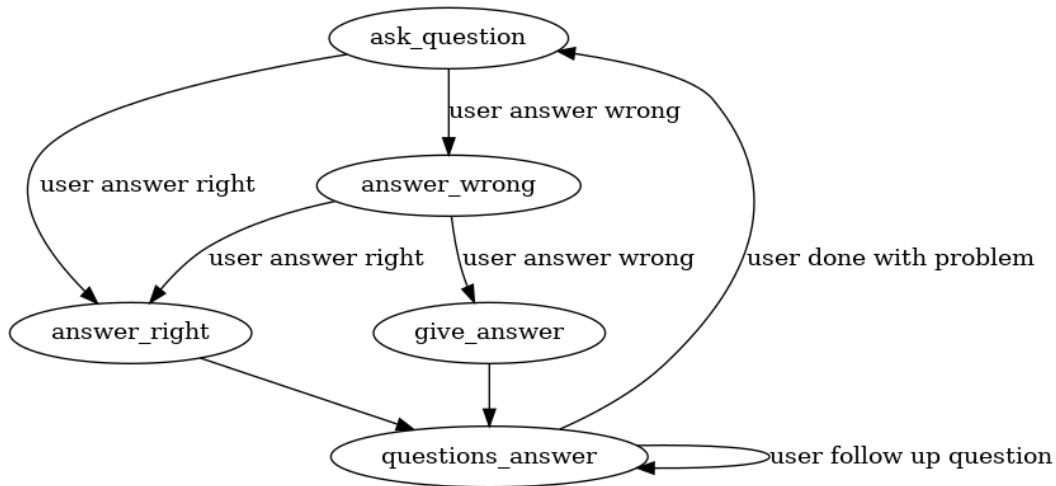 ask_question
user answer wrong
user answer right
answer_wrong
user answer right
user answer wrong
user done with problem
answer_right
give_answer
questions_answer
user follow up question